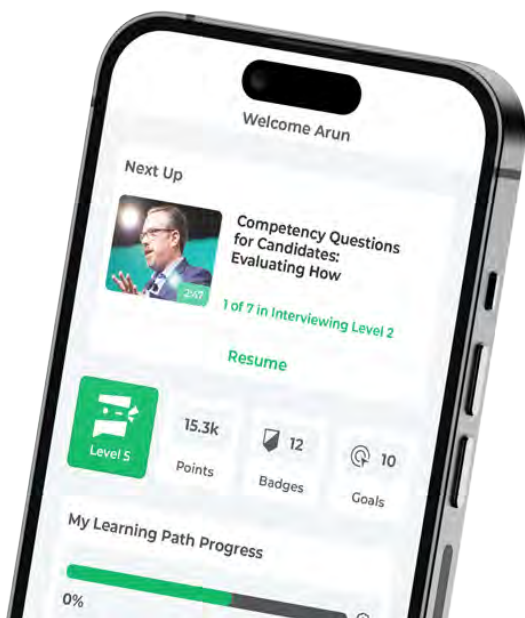 Welcome Arun
Next Up
Competency Questions
for Candidates:
Evaluating How
2:47
1 of 7 in Interviewing Level 2
Resume
Level 5
15.3k
Points
12
Badges
10
Goals
My Learning Path Progress
0%